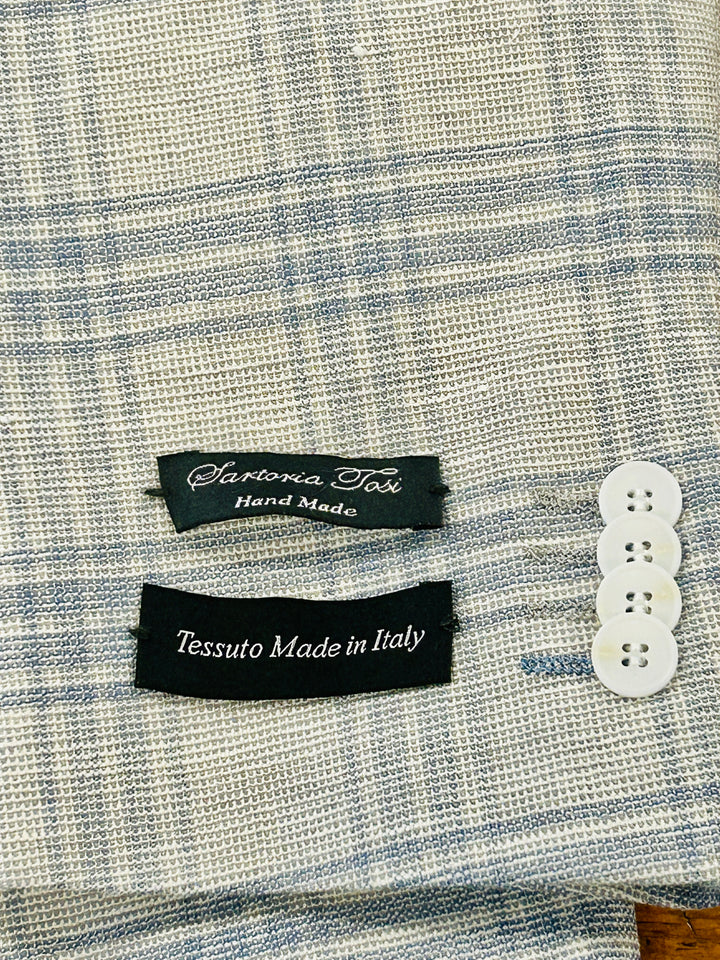 Sartoria Tosi
Hand Made
Tessuto Made in Italy